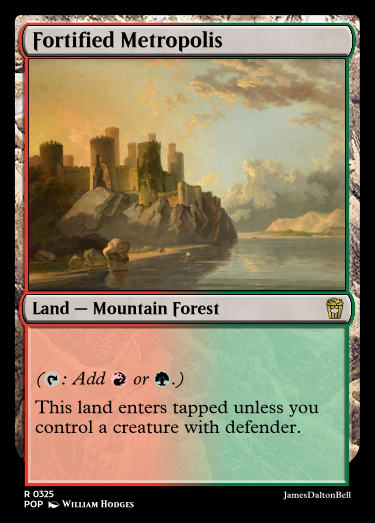 Fortified Metropolis
Land — Mountain Forest
(: Add or .)
This land enters tapped unless you
control a creature with defender.
R 0325
POP WILLIAM HODGES
JamesDaltonBell